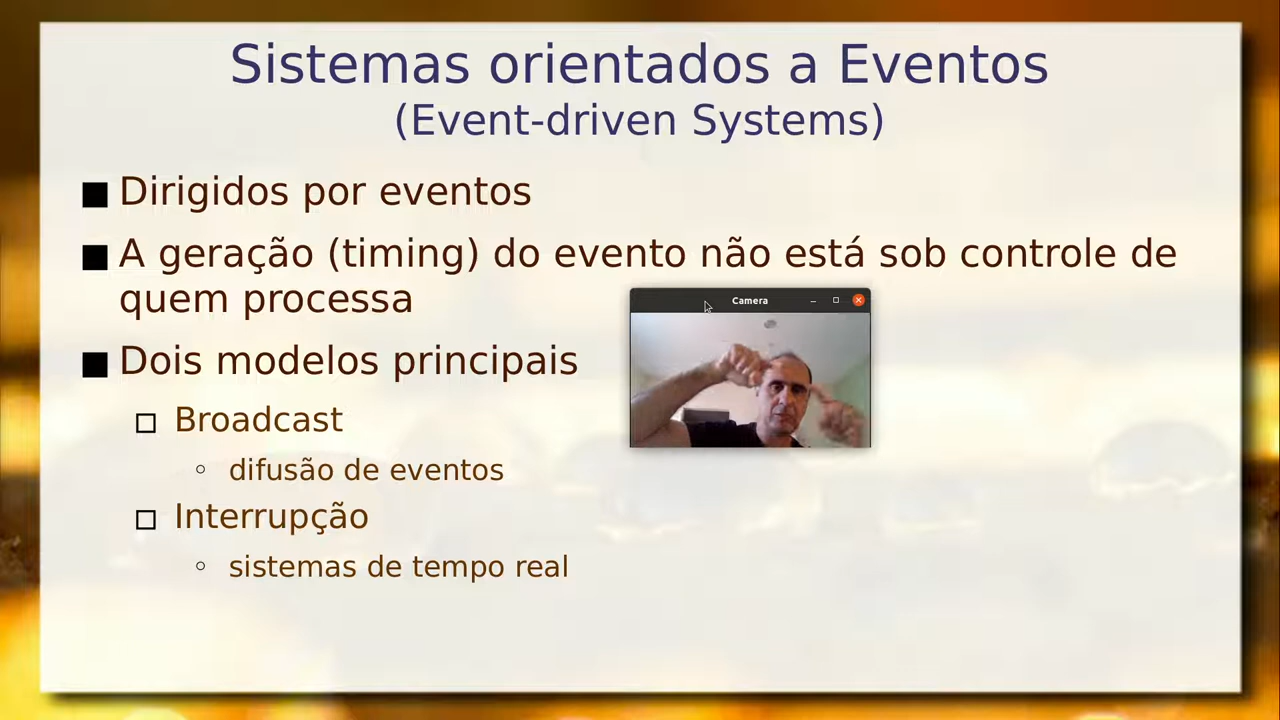 Sistemas orientados a Eventos
(Event-driven Systems)
Dirigidos por eventos
A geração (timing) do evento não está sob controle de
quem processa
Camera
Dois modelos principais
Broadcast
difusão de eventos
Interrupção
sistemas de tempo real